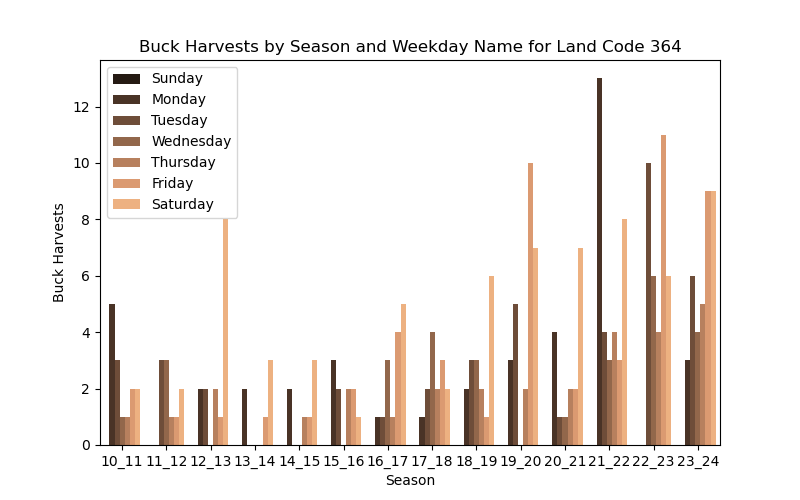 Buck Harvests by Season and Weekday Name for Land Code 364
Sunday
Monday
Tuesday
Wednesday
Thursday
Friday
Saturday
12
10
8
6
4
2
0
Buck Harvests
10_11 11_12 12_13 13_14 14_15 15_16 16_17 17_18 18_19 19_20 20_21 21_22 22_23 23_24
Season